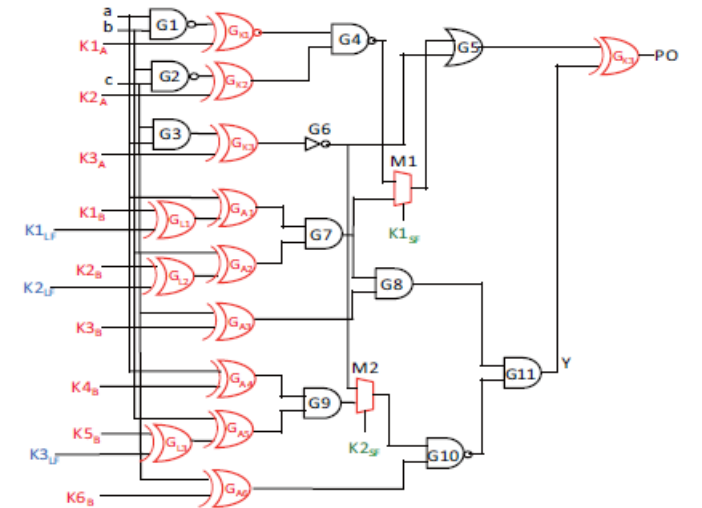 a
b
G1
K1A
GK1
G4
G5
GK3
PO
c
G2
K2A
GK2
G3
G6
K3A
GK3
M1
K1B
GL1
GA1
K1LF
G7
K1SF
K2B
GL2
GA2
K2LF
G8
K3B
GA3
M2
G11
Y
K4B
GA4
G9
K5B
GL3
GA5
K2SF
K3LF
G10
K6B
GA6